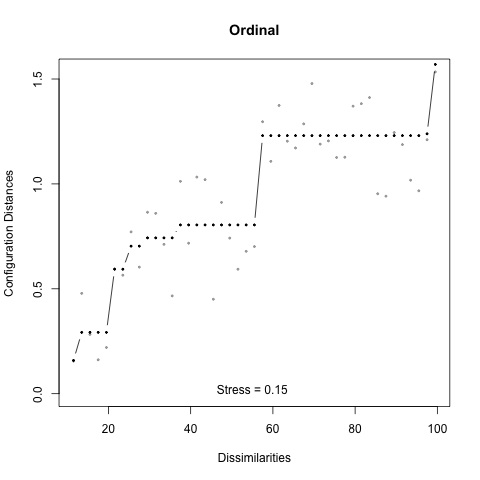 Ordinal
Configuration Distances
1.5
1.0
0.5
0.0
Stress = 0.15
20 40 60 80 100
Dissimilarities